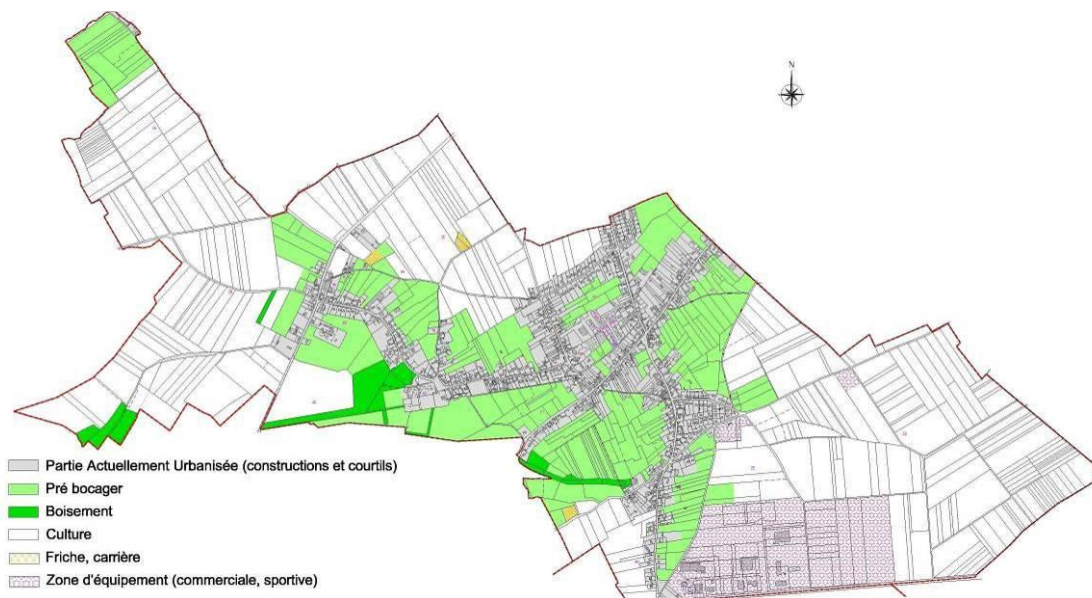 N
Partie Actuellement Urbanisée (constructions et courtils)
Pré bocager
Boisement
Culture
Friche, carrière
Zone d'équipement (commerciale, sportive)